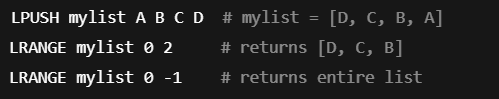 LPUSH mylist A B C D  # mylist = [D, C, B, A]
LRANGE mylist 0 2     # returns [D, C, B]
LRANGE mylist 0 -1    # returns entire list